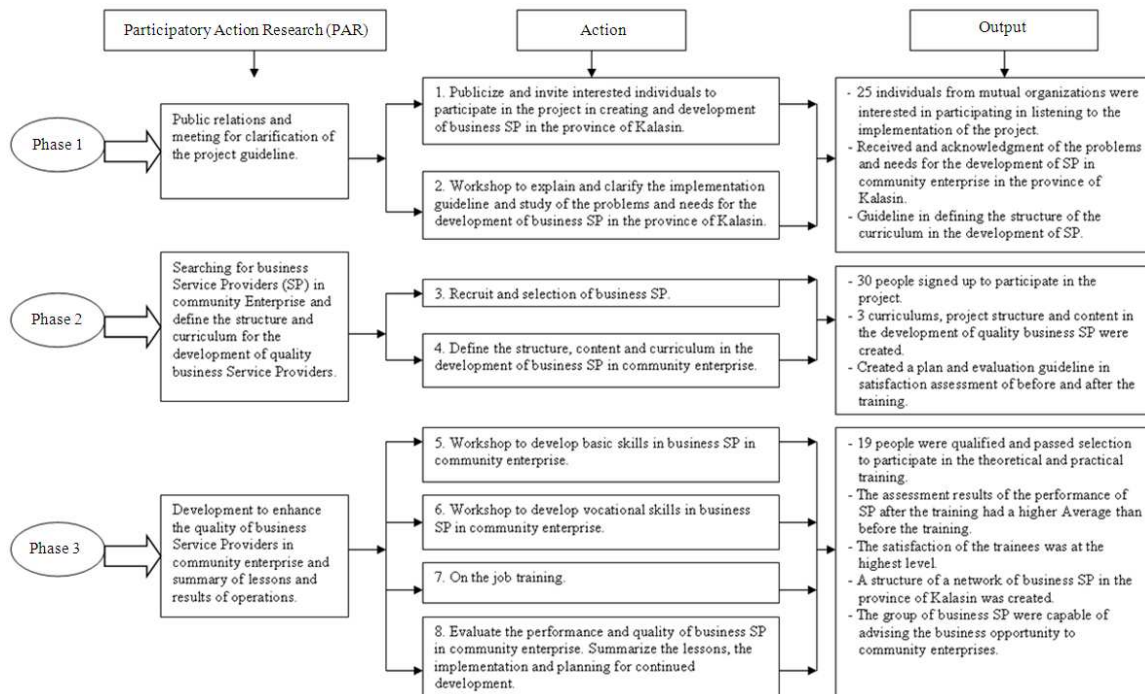 Participatory Action Research (PAR)
Action
Output
Phase 1
Public relations and
meeting for clarification of
the project guideline.
1. Publicize and invite interested individuals to
participate in the project in creating and development
of business SP in the province of Kalasin.
2. Workshop to explain and clarify the implementation
guideline and study of the problems and needs for the
development of business SP in the province of Kalasin.
- 25 individuals from mutual organizations were
interested in participating in listening to the
implementation of the project.
- Received and acknowledgment of the problems
and needs for the development of SP in
community enterprise in the province of
Kalasin.
- Guideline in defining the structure of the
curriculum in the development of SP.
Phase 2
Searching for business
Service Providers (SP) in
community Enterprise and
define the structure and
curriculum for the
development of quality
business Service Providers.
3. Recruit and selection of business SP.
4. Define the structure, content and curriculum in the
development of business SP in community enterprise.
- 30 people signed up to participate in the
project.
- 3 curriculums, project structure and content in
the development of quality business SP were
created.
- Created a plan and evaluation guideline in
satisfaction assessment of before and after the
training.
Phase 3
Development to enhance
the quality of business
Service Providers in
community enterprise and
summary of lessons and
results of operations.
5. Workshop to develop basic skills in business SP in
community enterprise.
6. Workshop to develop vocational skills in business
SP in community enterprise.
7. On the job training.
8. Evaluate the performance and quality of business SP
in community enterprise. Summarize the lessons, the
implementation and planning for continued
development.
- 19 people were qualified and passed selection
to participate in the theoretical and practical
training.
- The assessment results of the performance of
SP after the training had a higher Average than
before the training.
- The satisfaction of the trainees was at the
highest level.
- A structure of a network of business SP in the
province of Kalasin was created.
- The group of business SP were capable of
advising the business opportunity to
community enterprises.